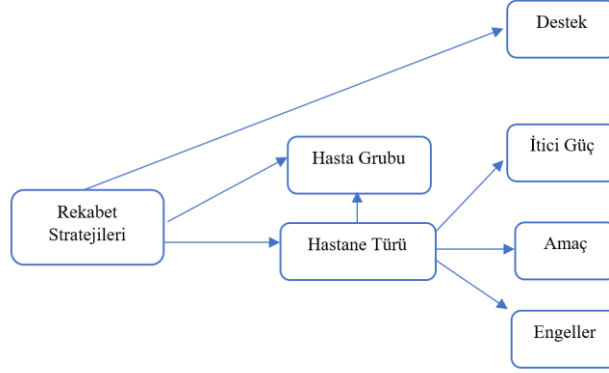 Destek
İtici Güç
Hasta Grubu
Rekabet
Stratejileri
Hastane Türü
Amaç
Engeller